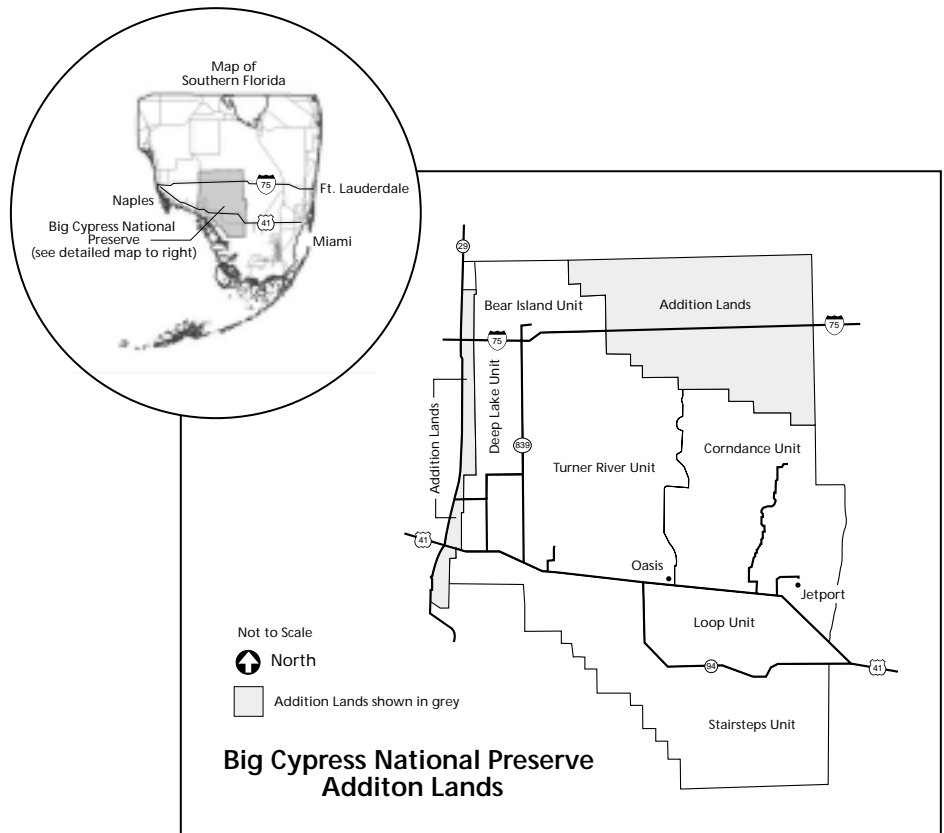 Map of
Southern Florida
75
Ft. Lauderdale
Naples
41
Big Cypress National
Preserve
(see detailed map to right)
Miami
29
Bear Island Unit
Addition Lands
75
75
Addition Lands
Deep Lake Unit
839
Corndance Unit
Turner River Unit
41
Oasis
Jetport
Loop Unit
94
41
Not to Scale
North
Addition Lands shown in grey
Stairsteps Unit
Big Cypress National Preserve
Additon Lands